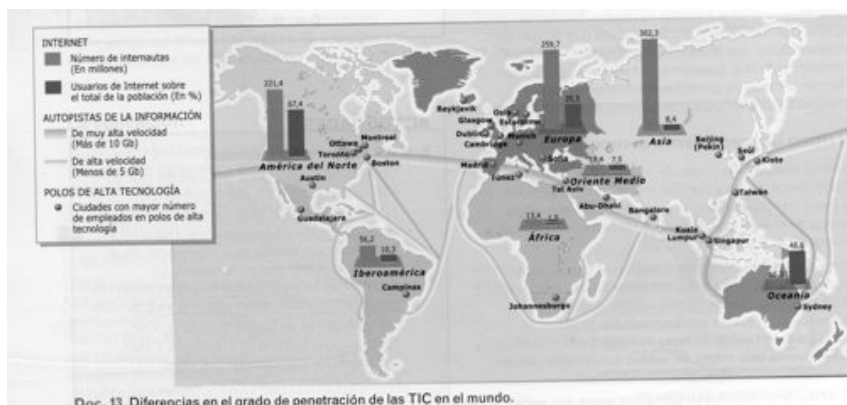 INTERNET
Número de internautas
(En millones)
Usuarios de Internet sobre
el total de la población (En %)
AUTOPISTAS DE LA INFORMACIÓN
De muy alta velocidad
(Más de 10 Gb)
De alta velocidad
(Menos de 5 Gb)
POLOS DE ALTA TECNOLOGÍA
Ciudades con mayor número
de empleados en polos de alta
tecnología
221,4
67,4
Ottawa
Montreal
Toronto
Boston
América del Norte
Austin
Guadalajara
56,2
10,3
Iberoamérica
Campinas
Reykjavik
Glasgow
Oslo
Dublín
Cambridge
Munich
Madrid
Sofía
Túnez
259,7
Europa
302,3
8,4
Asia
19,4
7,5
Oriente Medio
Tel Aviv
Abu-Dhabi
Bangalore
Beijing
(Pekín)
Seúl
Kioto
Taiwán
Kuala
Lumpur
Singapur
13,4
1,5
África
Johannesburgo
48,6
Oceanía
Sydney
Doc. 13 Diferencias en el grado de penetración de las TIC en el mundo.